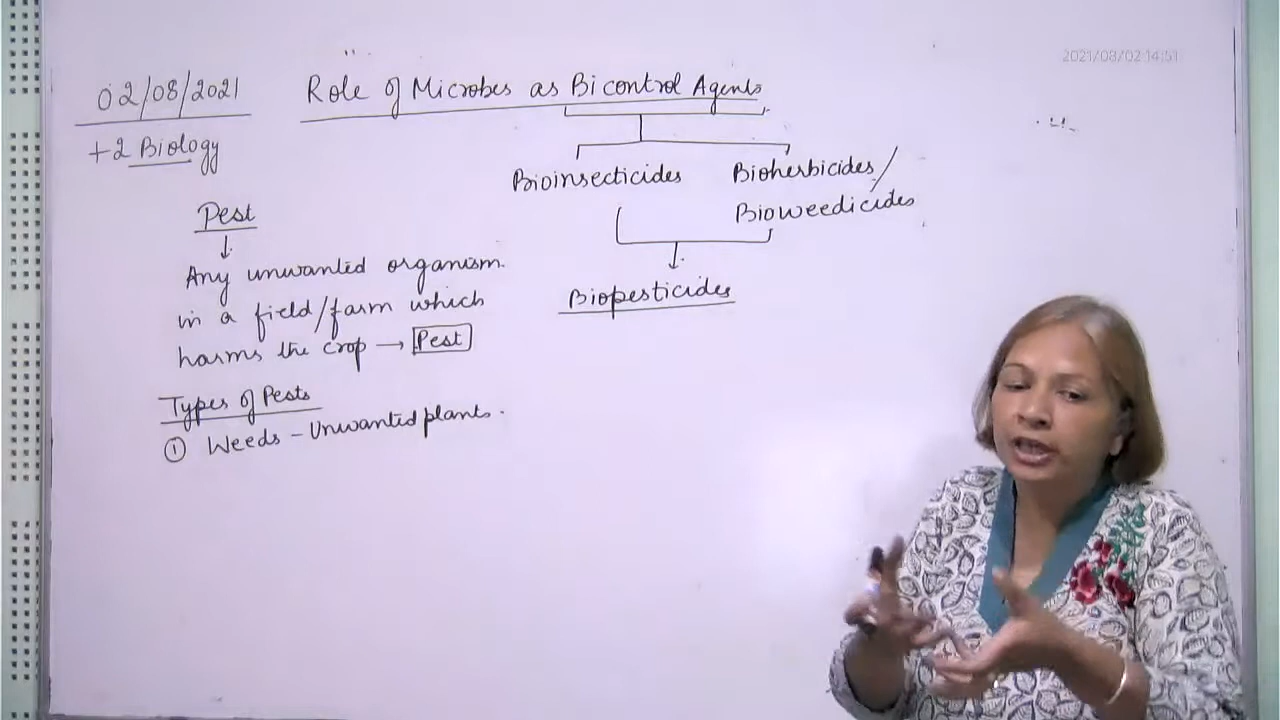 2021/08/02 14:51
02/08/2021
+2 Biology
Role of Microbes as Bicontrol Agents
Bioinsecticides
Bioherbicides/
Bioweedicides
Biopesticides
Pest
Any unwanted organism.
in a field/farm which
harms the crop → Pest
Types of Pests
① Weeds - Unwanted plants.